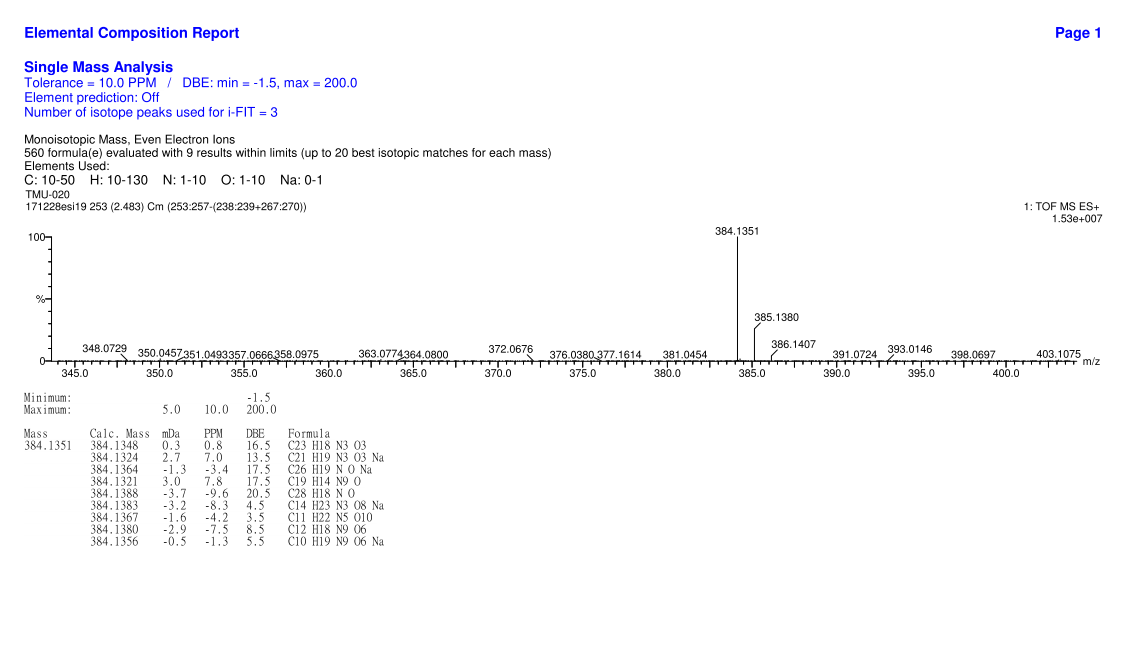 Elemental Composition Report Page 1
Single Mass Analysis
Tolerance = 10.0 PPM / DBE: min = -1.5, max = 200.0
Element prediction: Off
Number of isotope peaks used for i-FIT = 3
Monoisotopic Mass, Even Electron Ions
560 formula(e) evaluated with 9 results within limits (up to 20 best isotopic matches for each mass)
Elements Used:
C: 10-50 H: 10-130 N: 1-10 O: 1-10 Na: 0-1
TMU-020
171228esi19 253 (2.483) Cm (253:257-(238:239+267:270)) 1: TOF MS ES+
1.53e+007
384.1351
100
%
0
385.1380
386.1407
348.0729 350.0457 351.0493 357.0666 358.0975 363.0774 364.0800 372.0676 376.0380 377.1614 381.0454 391.0724 393.0146 398.0697 403.1075
345.0 350.0 355.0 360.0 365.0 370.0 375.0 380.0 385.0 390.0 395.0 400.0 m/z
Minimum: -1.5
Maximum: 5.0 10.0 200.0
Mass Calc. Mass mDa PPM DBE Formula
384.1351 384.1348 0.3 0.8 16.5 C23 H18 N3 O3
384.1324 2.7 7.0 13.5 C21 H19 N3 O3 Na
384.1364 -1.3 -3.4 17.5 C26 H19 N O Na
384.1321 3.0 7.8 17.5 C19 H14 N9 O
384.1388 -3.7 -9.6 20.5 C28 H18 N O
384.1383 -3.2 -8.3 4.5 C14 H23 N3 O8 Na
384.1367 -1.6 -4.2 3.5 C11 H22 N5 O10
384.1380 -2.9 -7.5 8.5 C12 H18 N9 O6
384.1356 -0.5 -1.3 5.5 C10 H19 N9 O6 Na